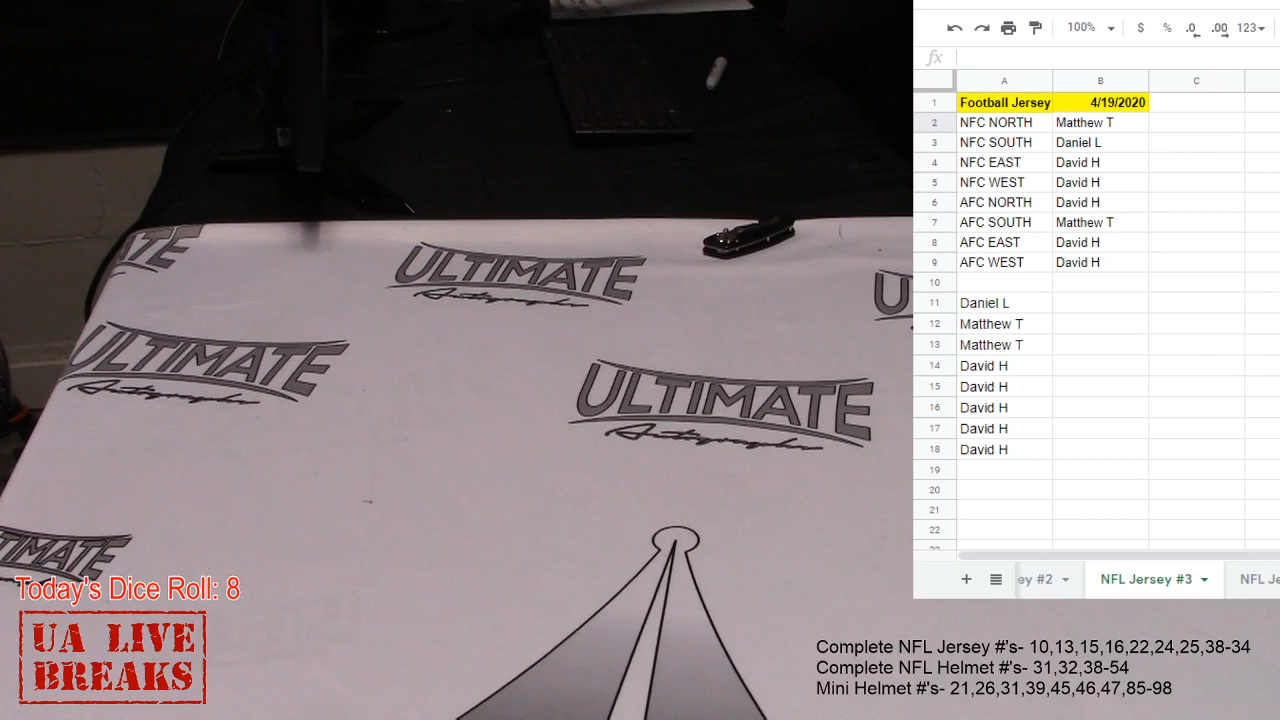 100% $ % .0 .00 123
fx
A B C
1 Football Jersey 4/19/2020
2 NFC NORTH Matthew T
3 NFC SOUTH Daniel L
4 NFC EAST David H
5 NFC WEST David H
6 AFC NORTH David H
7 AFC SOUTH Matthew T
8 AFC EAST David H
9 AFC WEST David H
10
11 Daniel L
12 Matthew T
13 Matthew T
14 David H
15 David H
16 David H
17 David H
18 David H
19
20
21
22
ey #2 NFL Jersey #3 NFL Je
ATE
ULTIMATE
Autographs
U
ULTIMATE
Autographs
ULTIMATE
Autographs
TIMATE
Today's Dice Roll: 8
UA LIVE
BREAKS
Complete NFL Jersey #'s- 10,13,15,16,22,24,25,38-34
Complete NFL Helmet #'s- 31,32,38-54
Mini Helmet #'s- 21,26,31,39,45,46,47,85-98